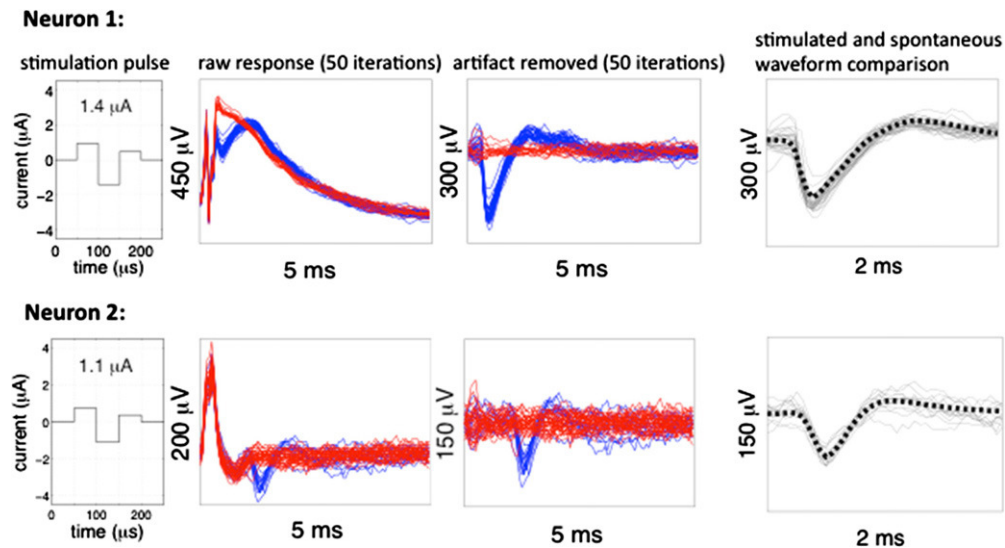 Neuron 1:
stimulation pulse
raw response (50 iterations)
artifact removed (50 iterations)
stimulated and spontaneous
waveform comparison
4
2
0
-2
-4
current (μA)
1.4 μA
0 100 200
time (μs)
450 μV
5 ms
300 μV
5 ms
300 μV
2 ms
Neuron 2:
4
2
0
-2
-4
current (μA)
1.1 μA
0 100 200
time (μs)
200 μV
5 ms
150 μV
5 ms
150 μV
2 ms